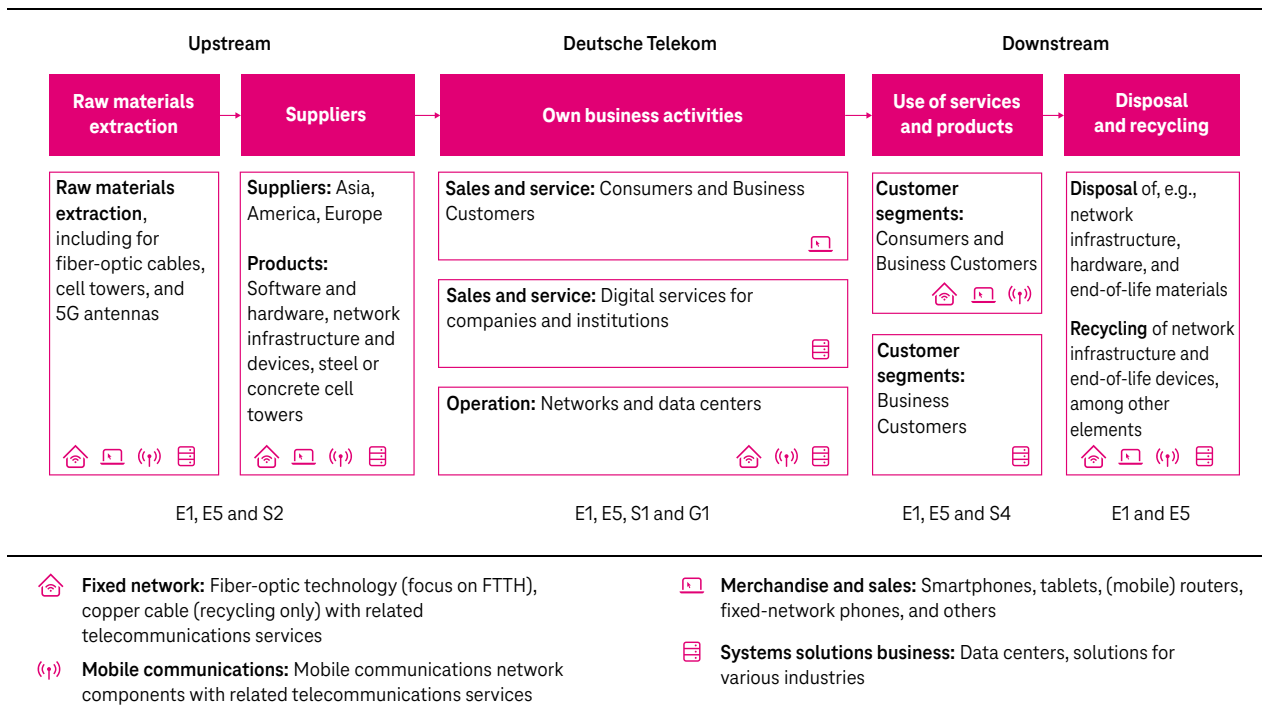 Upstream
Deutsche Telekom
Downstream
Raw materials
extraction
Suppliers
Own business activities
Use of services
and products
Disposal
and recycling
Raw materials
extraction,
including for
fiber-optic cables,
cell towers, and
5G antennas
Suppliers: Asia,
America, Europe
Products:
Software and
hardware, network
infrastructure and
devices, steel or
concrete cell
towers
Sales and service: Consumers and Business
Customers
Sales and service: Digital services for
companies and institutions
Operation: Networks and data centers
Customer
segments:
Consumers and
Business Customers
Customer
segments:
Business
Customers
Disposal of, e.g.,
network
infrastructure,
hardware, and
end-of-life materials
Recycling of network
infrastructure and
end-of-life devices,
among other
elements
E1, E5 and S2
E1, E5, S1 and G1
E1, E5 and S4
E1 and E5
Fixed network: Fiber-optic technology (focus on FTTH),
copper cable (recycling only) with related
telecommunications services
Mobile communications: Mobile communications network
components with related telecommunications services
Merchandise and sales: Smartphones, tablets, (mobile) routers,
fixed-network phones, and others
Systems solutions business: Data centers, solutions for
various industries